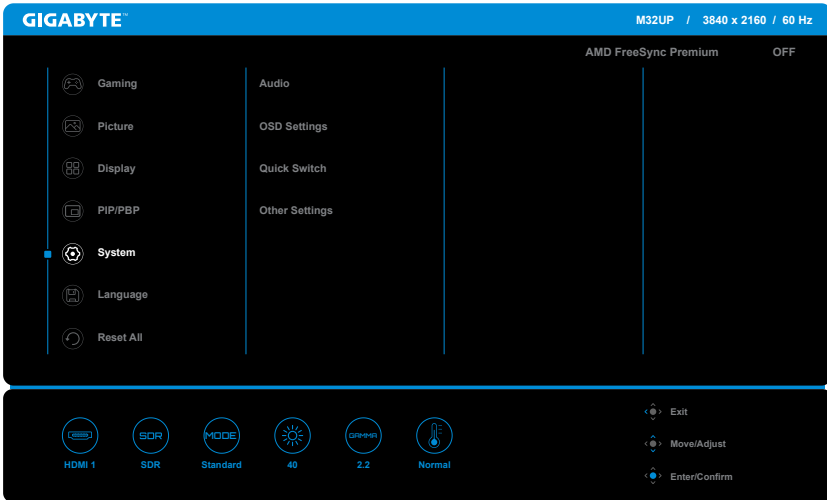 GIGABYTE™
M32UP / 3840 x 2160 / 60 Hz
AMD FreeSync Premium OFF
Gaming Audio
Picture OSD Settings
Display Quick Switch
PIP/PBP Other Settings
System
Language
Reset All
Exit
SDR MODE GAMMA
Move/Adjust
HDMI 1 SDR Standard 40 2.2 Normal
Enter/Confirm